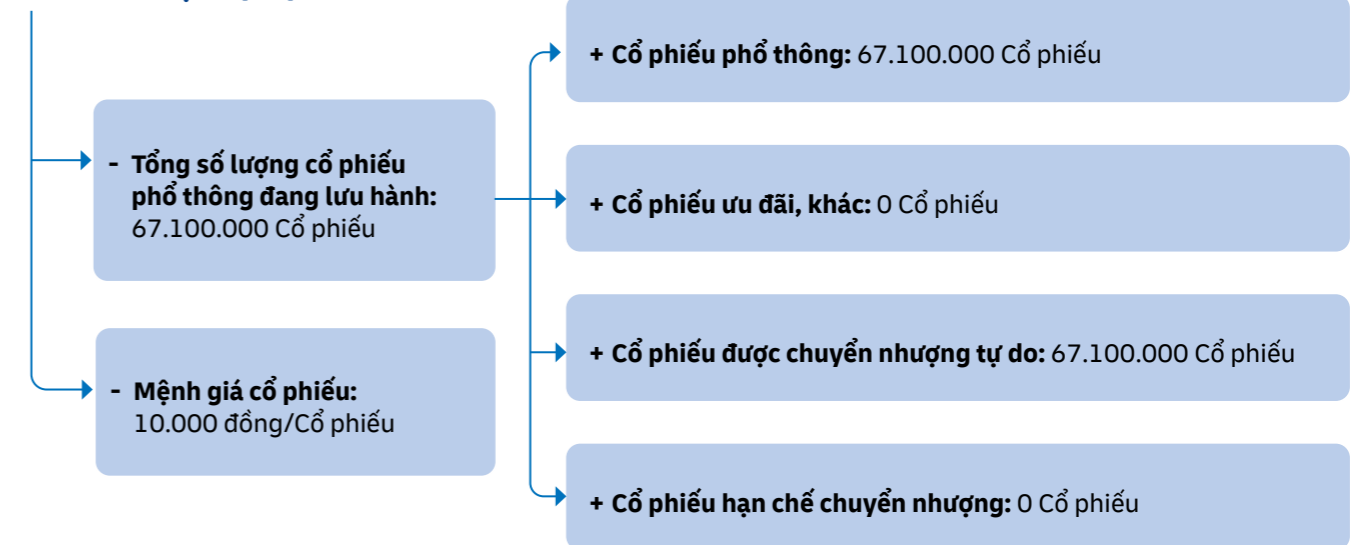 - Tổng số lượng cổ phiếu
phổ thông đang lưu hành:
67.100.000 Cổ phiếu
- Mệnh giá cổ phiếu:
10.000 đồng/Cổ phiếu
+ Cổ phiếu phổ thông: 67.100.000 Cổ phiếu
+ Cổ phiếu ưu đãi, khác: 0 Cổ phiếu
+ Cổ phiếu được chuyển nhượng tự do: 67.100.000 Cổ phiếu
+ Cổ phiếu hạn chế chuyển nhượng: 0 Cổ phiếu